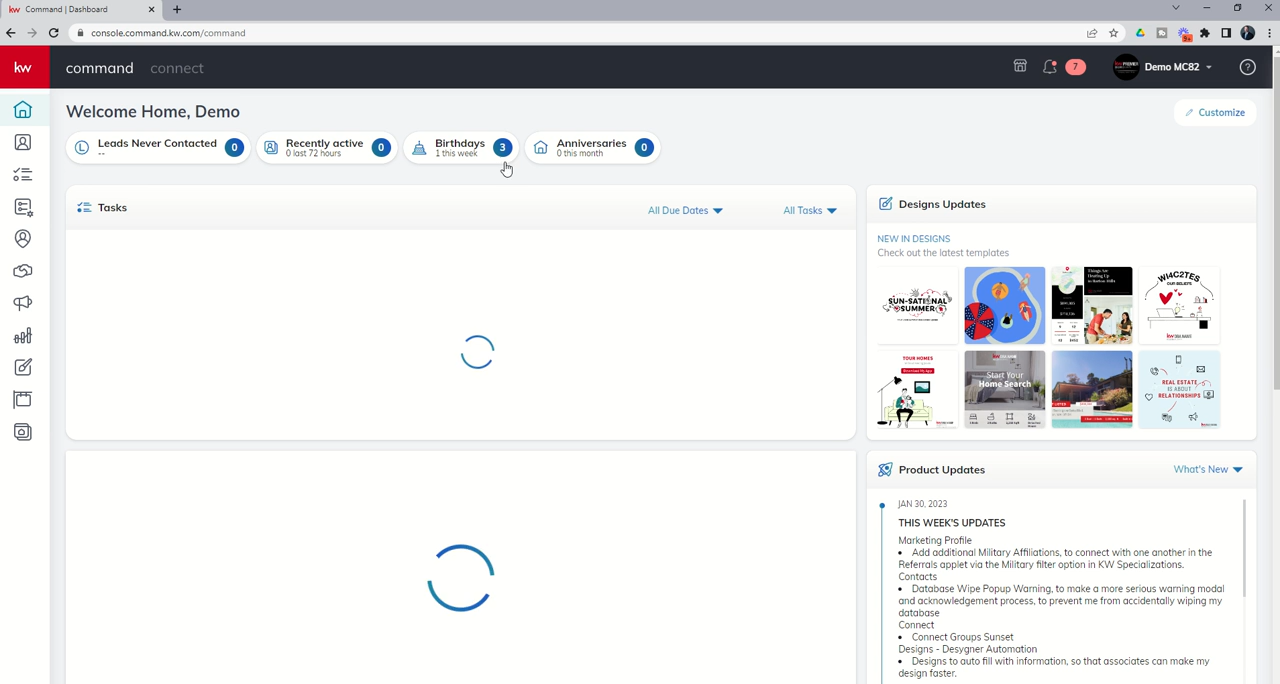 kw Command | Dashboard
console.command.kw.com/command
9+
kw
command connect
7
Demo MC82
Welcome Home, Demo
Customize
Leads Never Contacted 0
--
Recently active 0
0 last 72 hours
Birthdays 3
1 this week
Anniversaries 0
0 this month
Tasks
All Due Dates
All Tasks
Designs Updates
NEW IN DESIGNS
Check out the latest templates
SUN-SATIONAL
SUMMER
WI4C2TES
OUR BELIEFS
TOUR HOMES
Start Your
Home Search
REAL ESTATE
IS ABOUT
RELATIONSHIPS
Product Updates
What's New
JAN 30, 2023
THIS WEEK'S UPDATES
Marketing Profile
• Add additional Military Affiliations, to connect with one another in the
Referrals applet via the Military filter option in KW Specializations.
Contacts
• Database Wipe Popup Warning, to make a more serious warning modal
and acknowledgement process, to prevent me from accidentally wiping my
database
Connect
• Connect Groups Sunset
Designs - Desygner Automation
• Designs to auto fill with information, so that associates can make my
design faster.